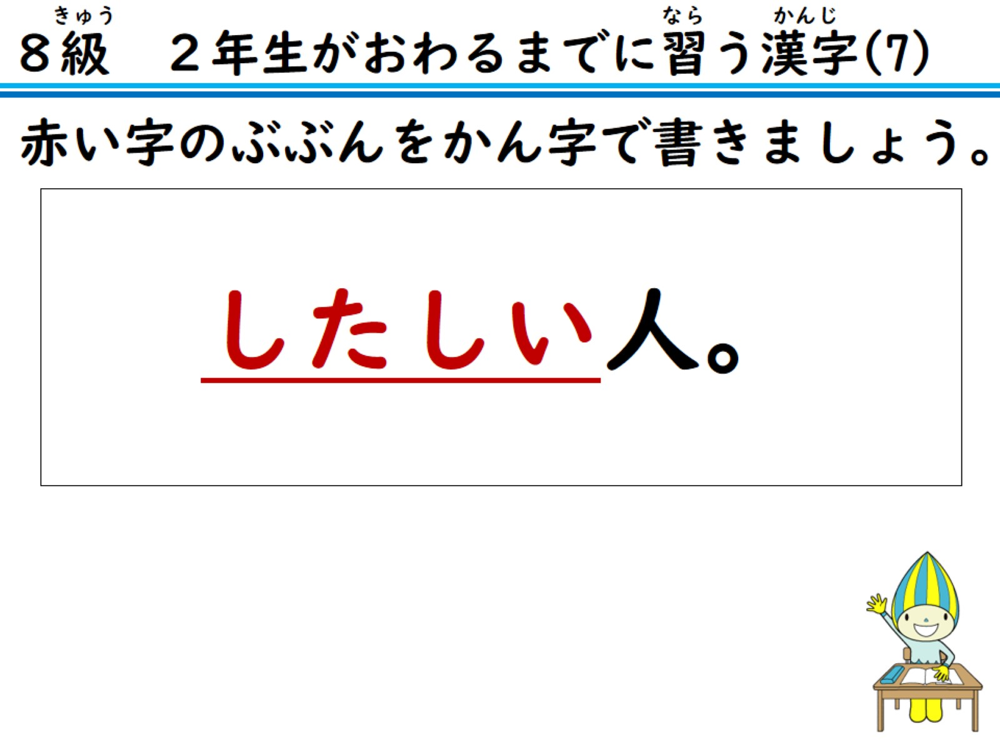 きゅう なら かんじ
８級　２年生がおわるまでに習う漢字(7)
赤い字のぶぶんをかん字で書きましょう。
したしい人。